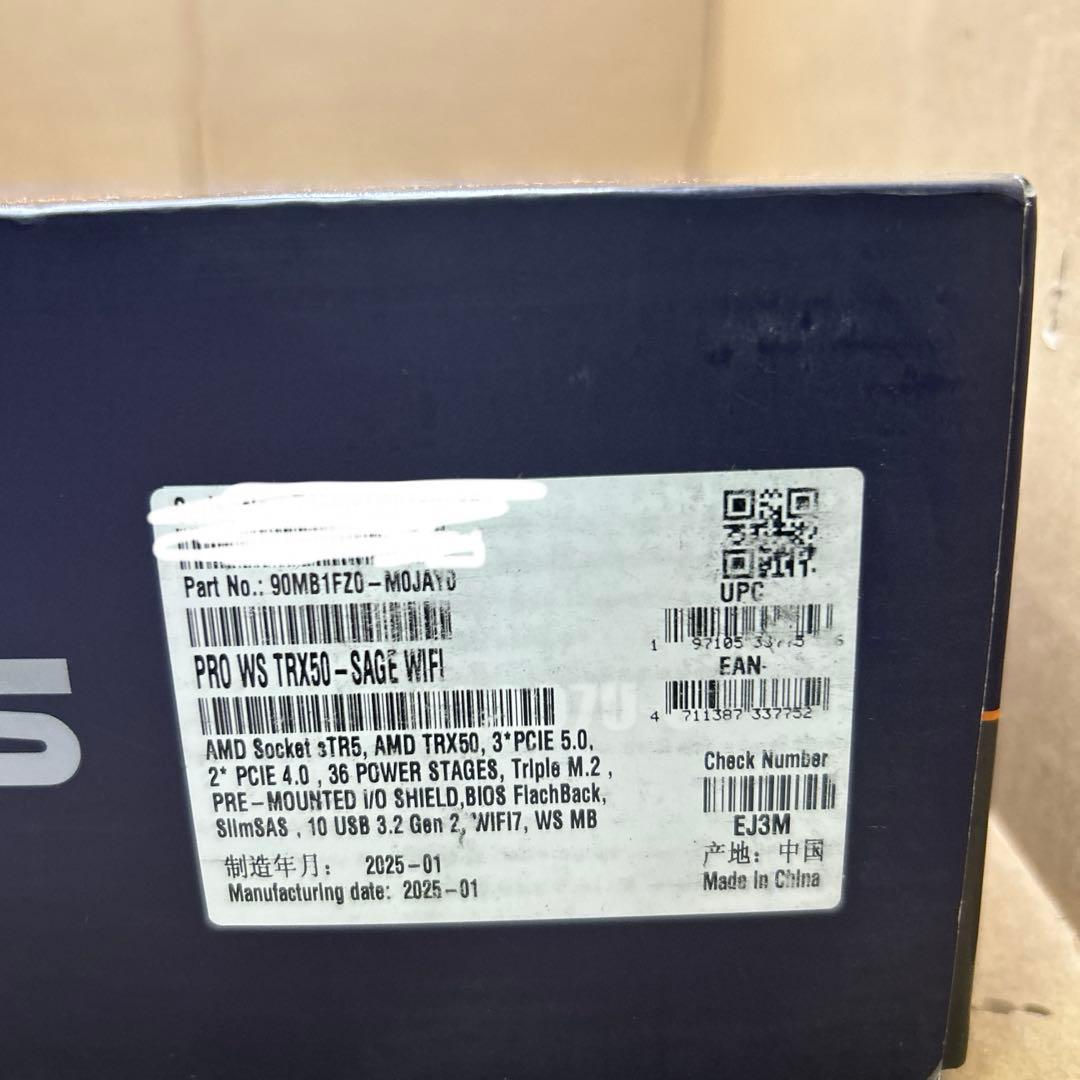 Part No.: 90MB1FZ0-M0JAY0
PRO WS TRX50-SAGE WIFI
AMD Socket sTR5, AMD TRX50, 3*PCIE 5.0,
2* PCIE 4.0 , 36 POWER STAGES, Triple M.2 ,
PRE-MOUNTED I/O SHIELD,BIOS FlachBack,
SlimSAS , 10 USB 3.2 Gen 2, WIFI7, WS MB
制造年月: 2025-01
Manufacturing date: 2025-01
UPC
1 97105 6
EAN
4 711387 337752
Check Number
EJ3M
产地: 中国
Made in China
S